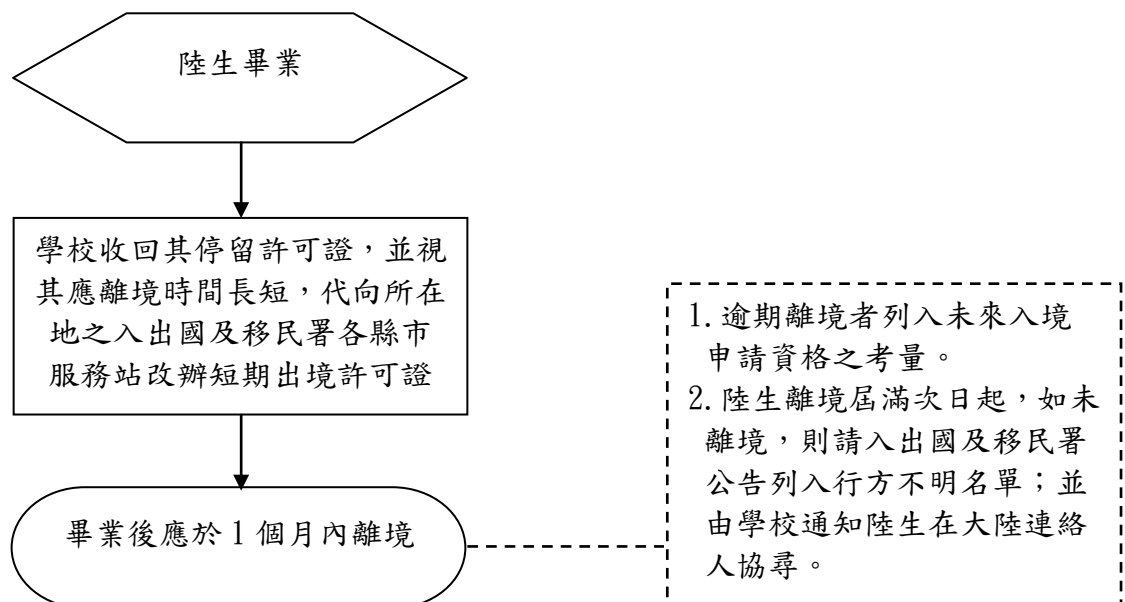 陸生畢業
學校收回其停留許可證，並視
其應離境時間長短，代向所在
地之入出國及移民署各縣市
服務站改辦短期出境許可證
1.逾期離境者列入未來入境
申請資格之考量。
2.陸生離境屆滿次日起，如未
離境，則請入出國及移民署
公告列入行方不明名單；並
由學校通知陸生在大陸連絡
人協尋。
畢業後應於1個月內離境